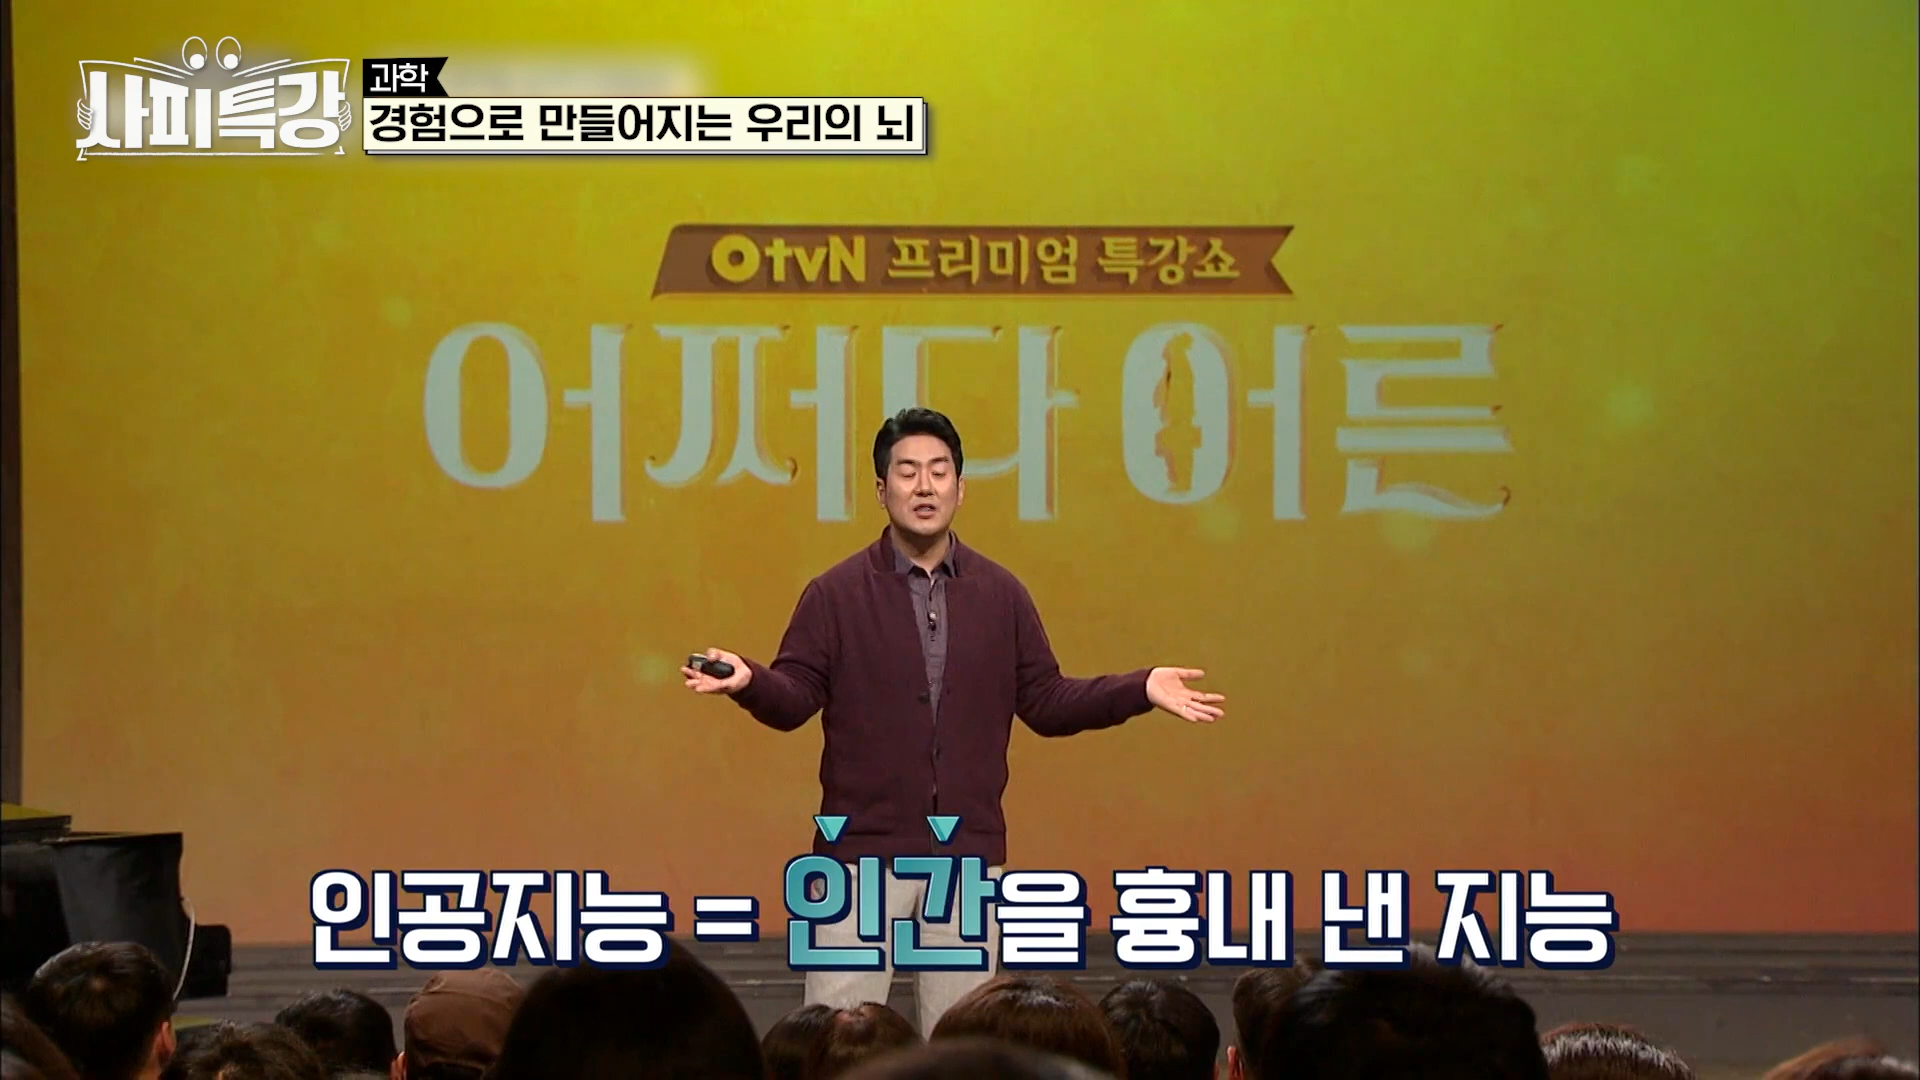 사피특강
과학
경험으로 만들어지는 우리의 뇌
OtvN 프리미엄 특강쇼
어쩌다 어른
인공지능 = 인간을 흉내 낸 지능